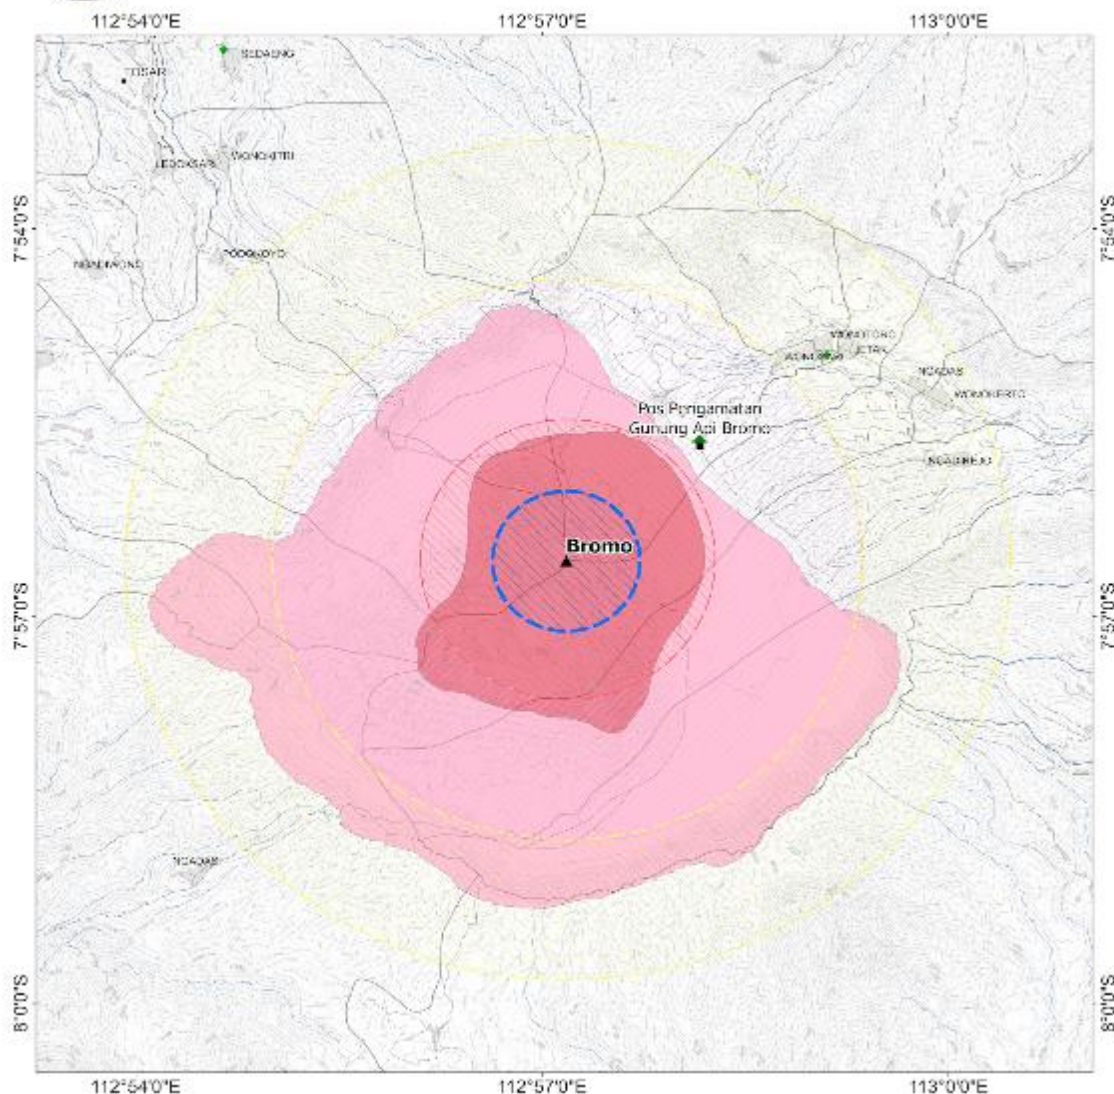 112°54'0"E 112°57'0"E 113°0'0"E
SEDAENG
TOSARI
LEDOKSARI
WONOKITRI
7°54'0"S
7°54'0"S
PODOKOYO
NGADIWONO
WONOTORO
JETAK
NGADAS
WONOKERTO
Pos Pengamatan
Gunung Api Bromo
NGADIREJO
Bromo
7°57'0"S
7°57'0"S
NGADAS
8°0'0"S
8°0'0"S
112°54'0"E 112°57'0"E 113°0'0"E